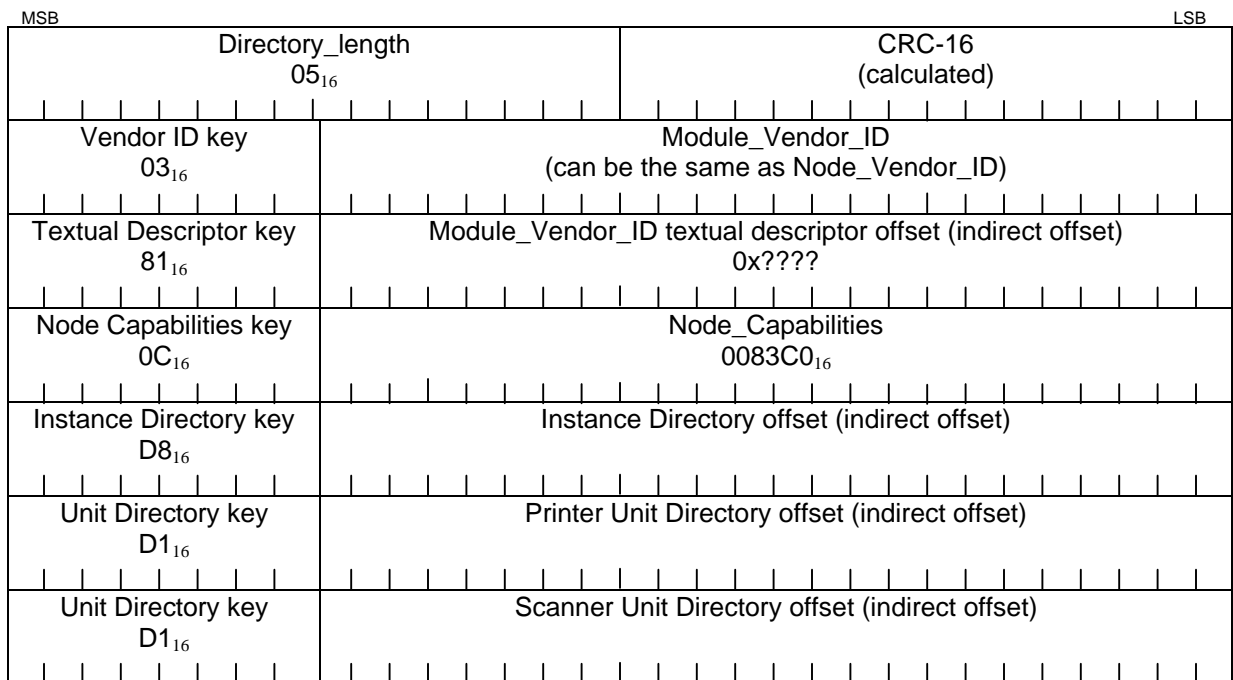 MSB LSB
Directory_length CRC-16
05₁₆ (calculated)
Vendor ID key Module_Vendor_ID
03₁₆ (can be the same as Node_Vendor_ID)
Textual Descriptor key Module_Vendor_ID textual descriptor offset (indirect offset)
81₁₆ 0x????
Node Capabilities key Node_Capabilities
0C₁₆ 0083C0₁₆
Instance Directory key Instance Directory offset (indirect offset)
D8₁₆
Unit Directory key Printer Unit Directory offset (indirect offset)
D1₁₆
Unit Directory key Scanner Unit Directory offset (indirect offset)
D1₁₆